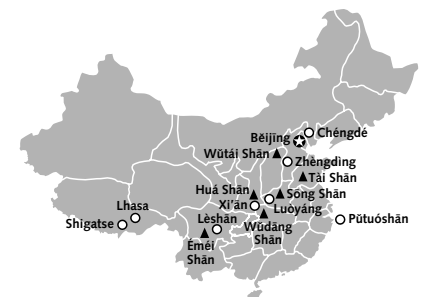 Běijīng
Chéngdé
Wǔtái Shān
Zhèngdìng
Tài Shān
Huá Shān
Sōng Shān
Xī'ān
Luòyáng
Lhasa
Shigatse
Lèshān
Wǔdāng
Shān
Pǔtuóshān
Éméi
Shān